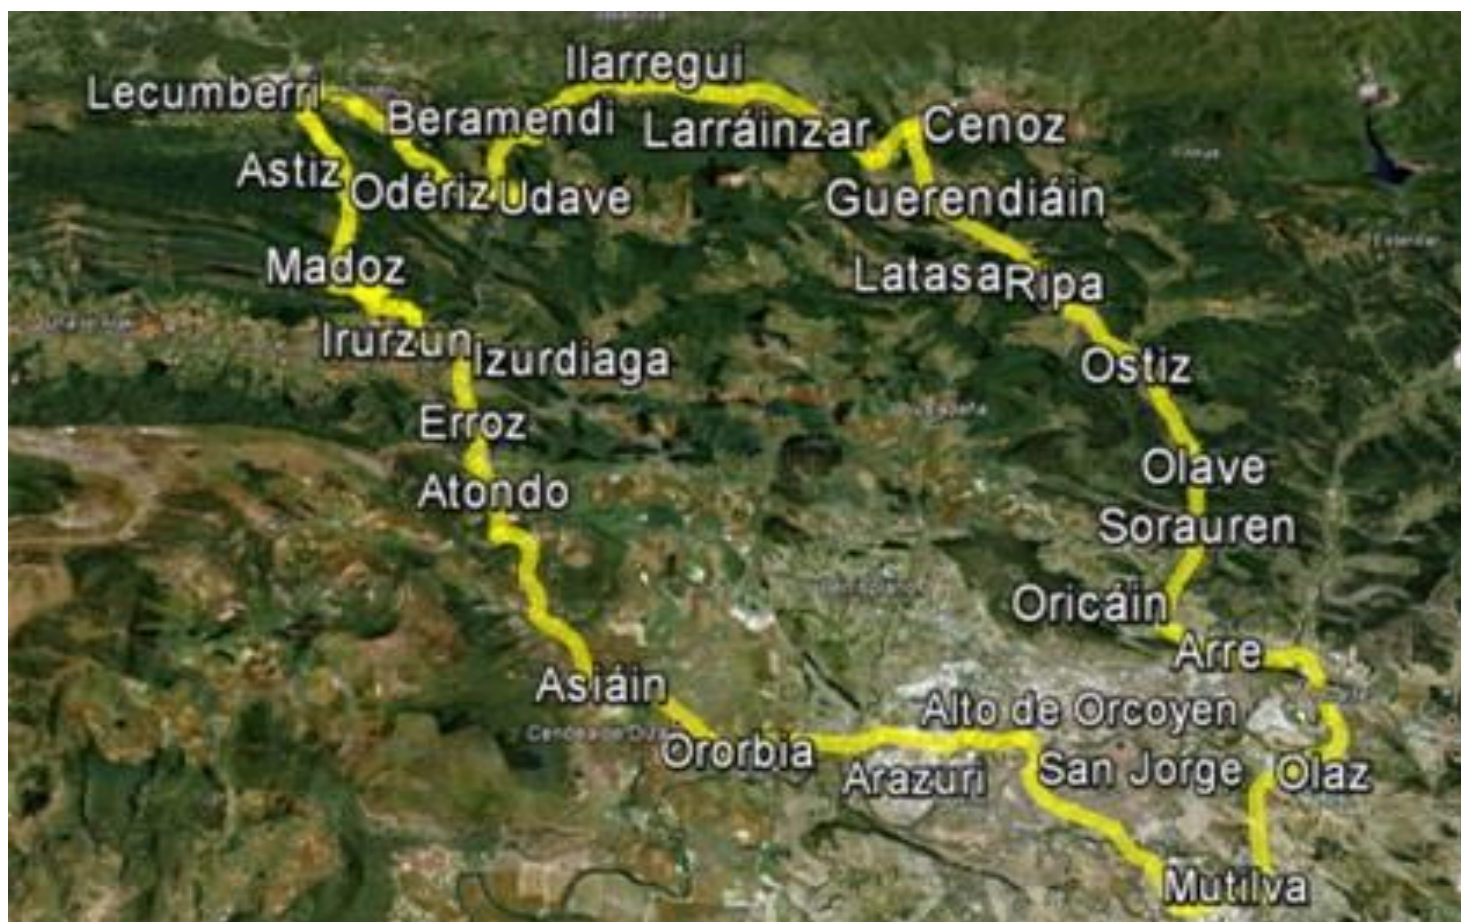 Ilarregui
Lecumberri
Beramendi
Larráinzar
Cenoz
Astiz
Odériz
Udave
Guerendiáin
Madoz
Latasa
Ripa
Irurzun
Izurdiaga
Ostiz
Erroz
Olave
Atondo
Sorauren
Oricáin
Arre
Asiáin
Alto de Orcoyen
Ororbia
Arazuri
San Jorge
Olaz
Mutilva